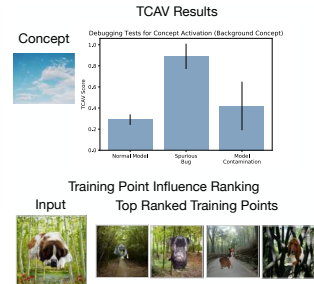 TCAV Results
Concept
Debugging Tests for Concept Activation (Background Concept)
TCAV Score
1.0
0.8
0.6
0.4
0.2
0.0
Normal Model
Spurious
Bug
Model
Contamination
Training Point Influence Ranking
Input
Top Ranked Training Points